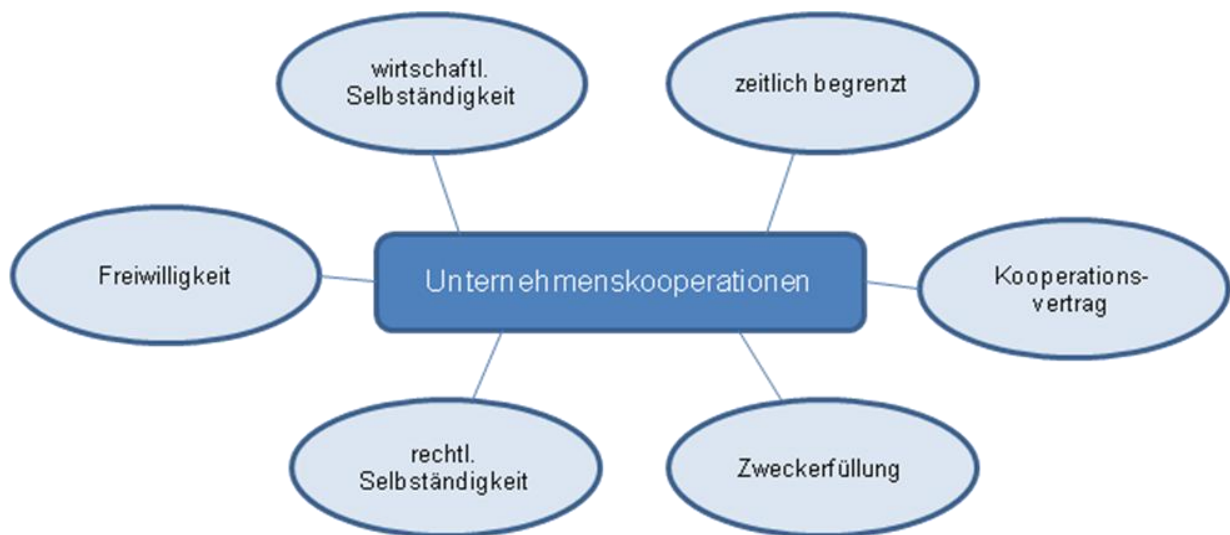 wirtschaftl.
Selbständigkeit
zeitlich begrenzt
Freiwilligkeit
Unternehmenskooperationen
Kooperations-
vertrag
rechtl.
Selbständigkeit
Zweckerfüllung